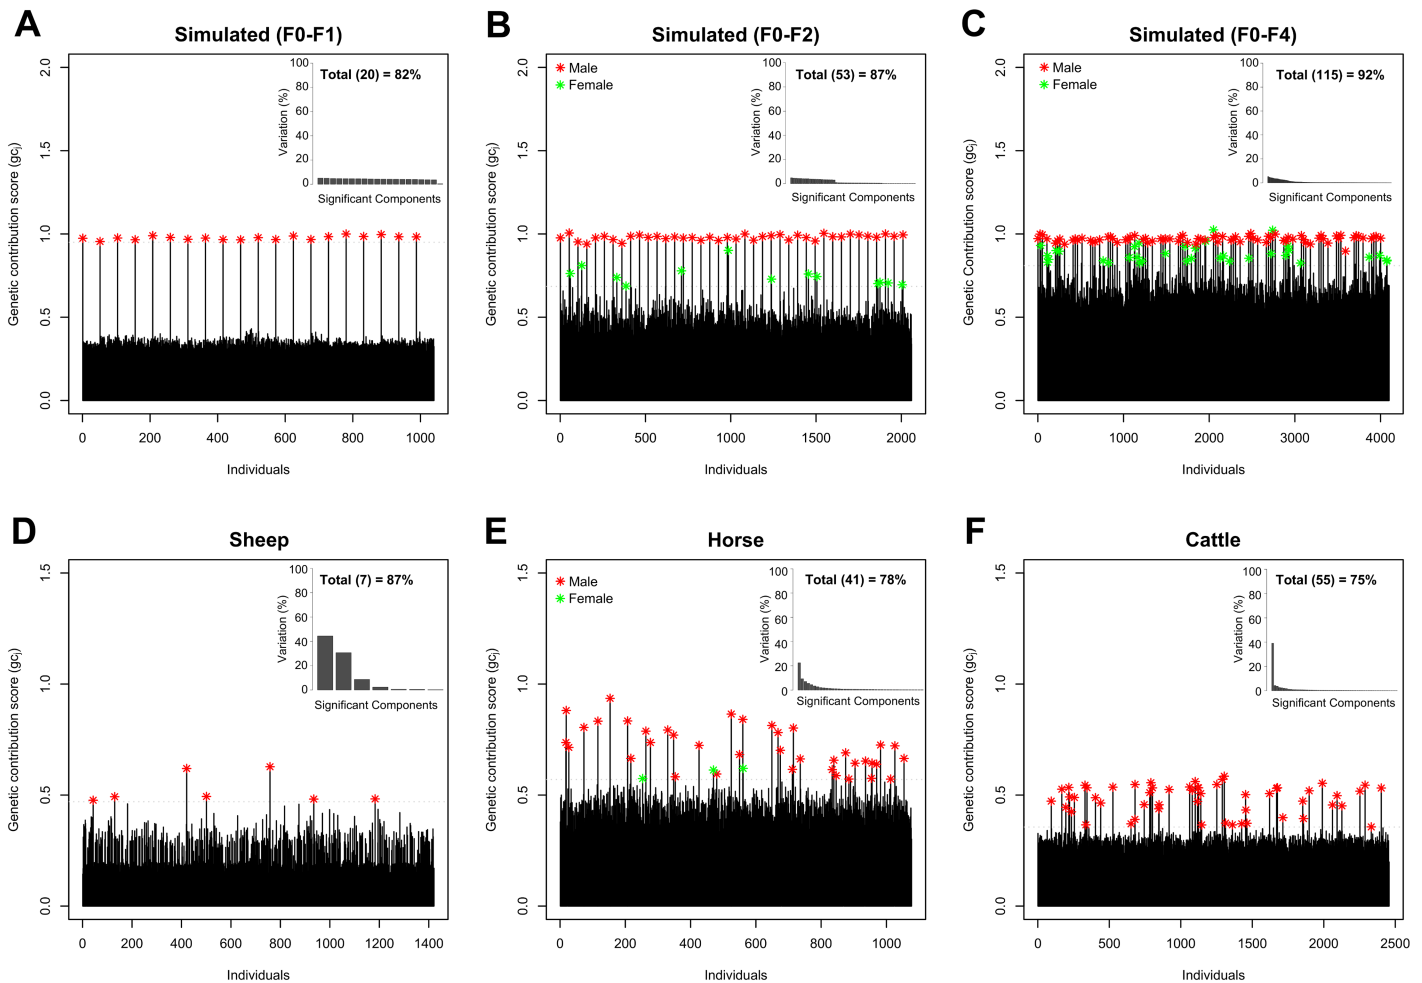 A
Simulated (F0-F1)
Genetic contribution score (gcj)
2.0
1.5
1.0
0.5
0.0
0 200 400 600 800 1000
Individuals
Total (20) = 82%
Variation (%)
100
80
60
40
20
0
Significant Components
B
Simulated (F0-F2)
Male
Female
Genetic contribution score (gcj)
2.0
1.5
1.0
0.5
0.0
0 500 1000 1500 2000
Individuals
Total (53) = 87%
Variation (%)
100
80
60
40
20
0
Significant Components
C
Simulated (F0-F4)
Male
Female
Genetic Contribution score (gcj)
2.0
1.5
1.0
0.5
0.0
0 1000 2000 3000 4000
Individuals
Total (115) = 92%
Variation (%)
100
80
60
40
20
0
Significant Components
D
Sheep
Genetic contribution score (gcj)
1.5
1.0
0.5
0.0
0 200 400 600 800 1000 1200 1400
Individuals
Total (7) = 87%
Variation (%)
100
80
60
40
20
0
Significant Components
E
Horse
Male
Female
Genetic contribution score (gcj)
1.5
1.0
0.5
0.0
0 200 400 600 800 1000
Individuals
Total (41) = 78%
Variation (%)
100
80
60
40
20
0
Significant Components
F
Cattle
Genetic contribution score (gcj)
1.5
1.0
0.5
0.0
0 500 1000 1500 2000 2500
Individuals
Total (55) = 75%
Variation (%)
100
80
60
40
20
0
Significant Components